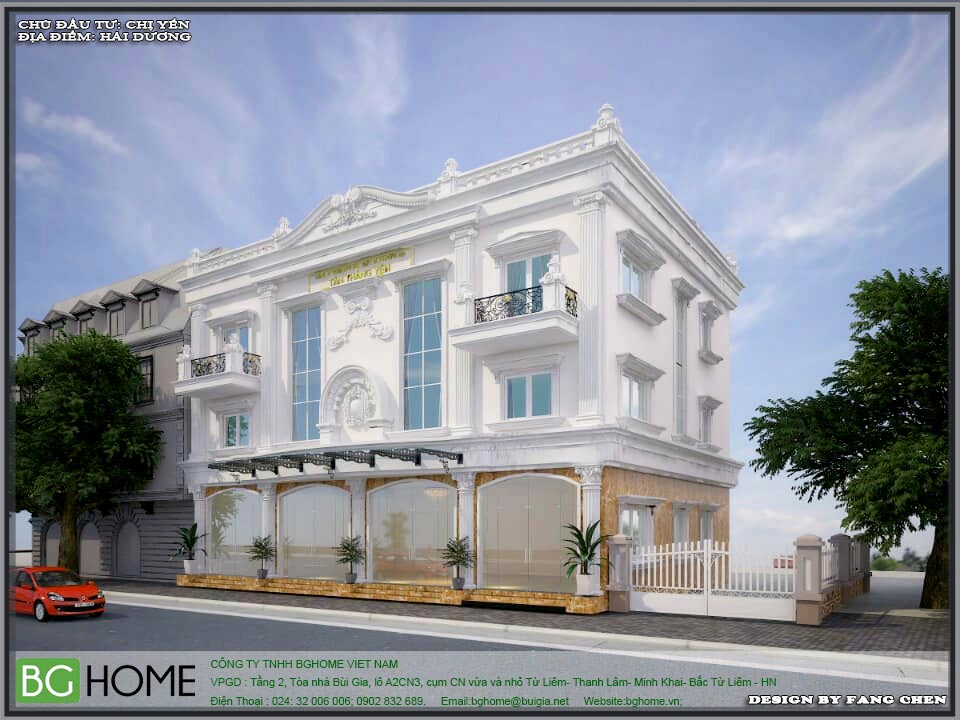 CHỦ ĐẦU TƯ: CHỊ YẾN
ĐỊA ĐIỂM: HẢI DƯƠNG
BG HOME
CÔNG TY TNHH BGHOME VIET NAM
VPGD : Tầng 2, Tòa nhà Bùi Gia, lô A2CN3, cụm CN vừa và nhỏ Từ Liêm- Thanh Lâm- Minh Khai- Bắc Từ Liêm - HN
Điện Thoại : 024: 32 006 006; 0902 832 689. Email:bghome@buigia.net Website:bghome.vn;
DESIGN BY FANG CHEN